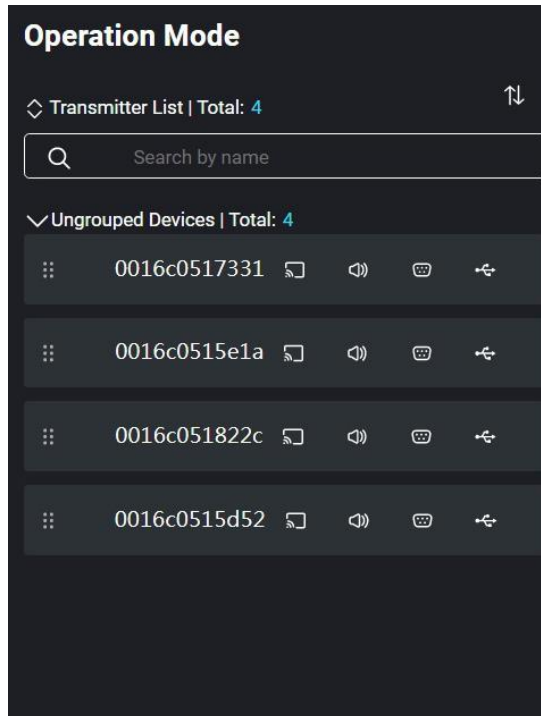 Operation Mode
Transmitter List | Total: 4
Search by name
Ungrouped Devices | Total: 4
0016c0517331
0016c0515e1a
0016c051822c
0016c0515d52